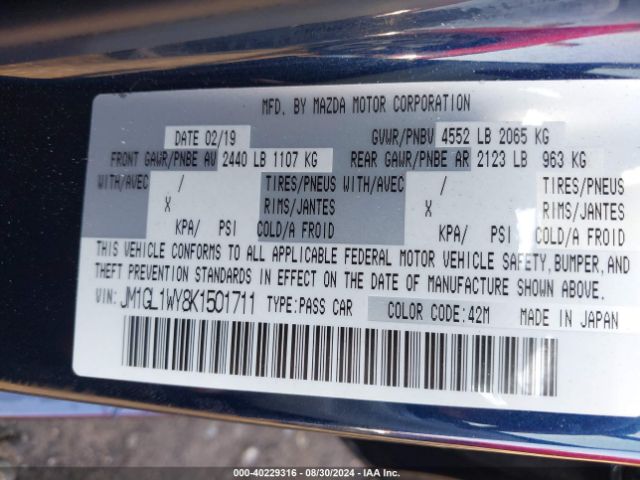 MFD. BY MAZDA MOTOR CORPORATION
DATE 02/19 GVWR/PNBV 4552 LB 2065 KG
FRONT GAWR/PNBE AV 2440 LB 1107 KG REAR GAWR/PNBE AR 2123 LB 963 KG
WITH/AVEC / TIRES/PNEUS WITH/AVEC / TIRES/PNEUS
X RIMS/JANTES X RIMS/JANTES
KPA/ PSI COLD/A FROID KPA/ PSI COLD/A FROID
THIS VEHICLE CONFORMS TO ALL APPLICABLE FEDERAL MOTOR VEHICLE SAFETY, BUMPER, AND
THEFT PREVENTION STANDARDS IN EFFECT ON THE DATE OF MANUFACTURE SHOWN ABOVE.
VIN: JM1GL1WY8K1501711 TYPE:PASS CAR COLOR CODE:42M MADE IN JAPAN
000-40229316 - 08/30/2024 - IAA Inc.